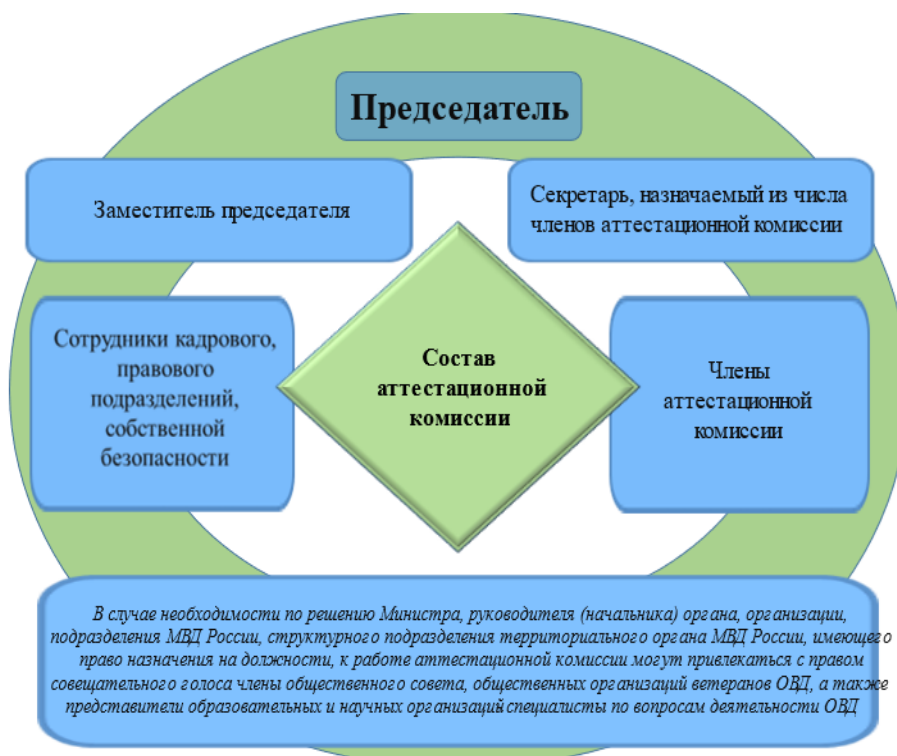 Председатель
Заместитель председателя
Секретарь, назначаемый из числа
членов аттестационной комиссии
Сотрудники кадрового,
правового
подразделений,
собственной
безопасности
Состав
аттестационной
комиссии
Члены
аттестационной
комиссии
В случае необходимости по решению Министра, руководителя (начальника) органа, организации,
подразделения МВД России, структурного подразделения территориального органа МВД России, имеющего
право назначения на должности, к работе аттестационной комиссии могут привлекаться с правом
совещательного голоса члены общественного совета, общественных организаций ветеранов ОВД, а также
представители образовательных и научных организаций специалисты по вопросам деятельности ОВД